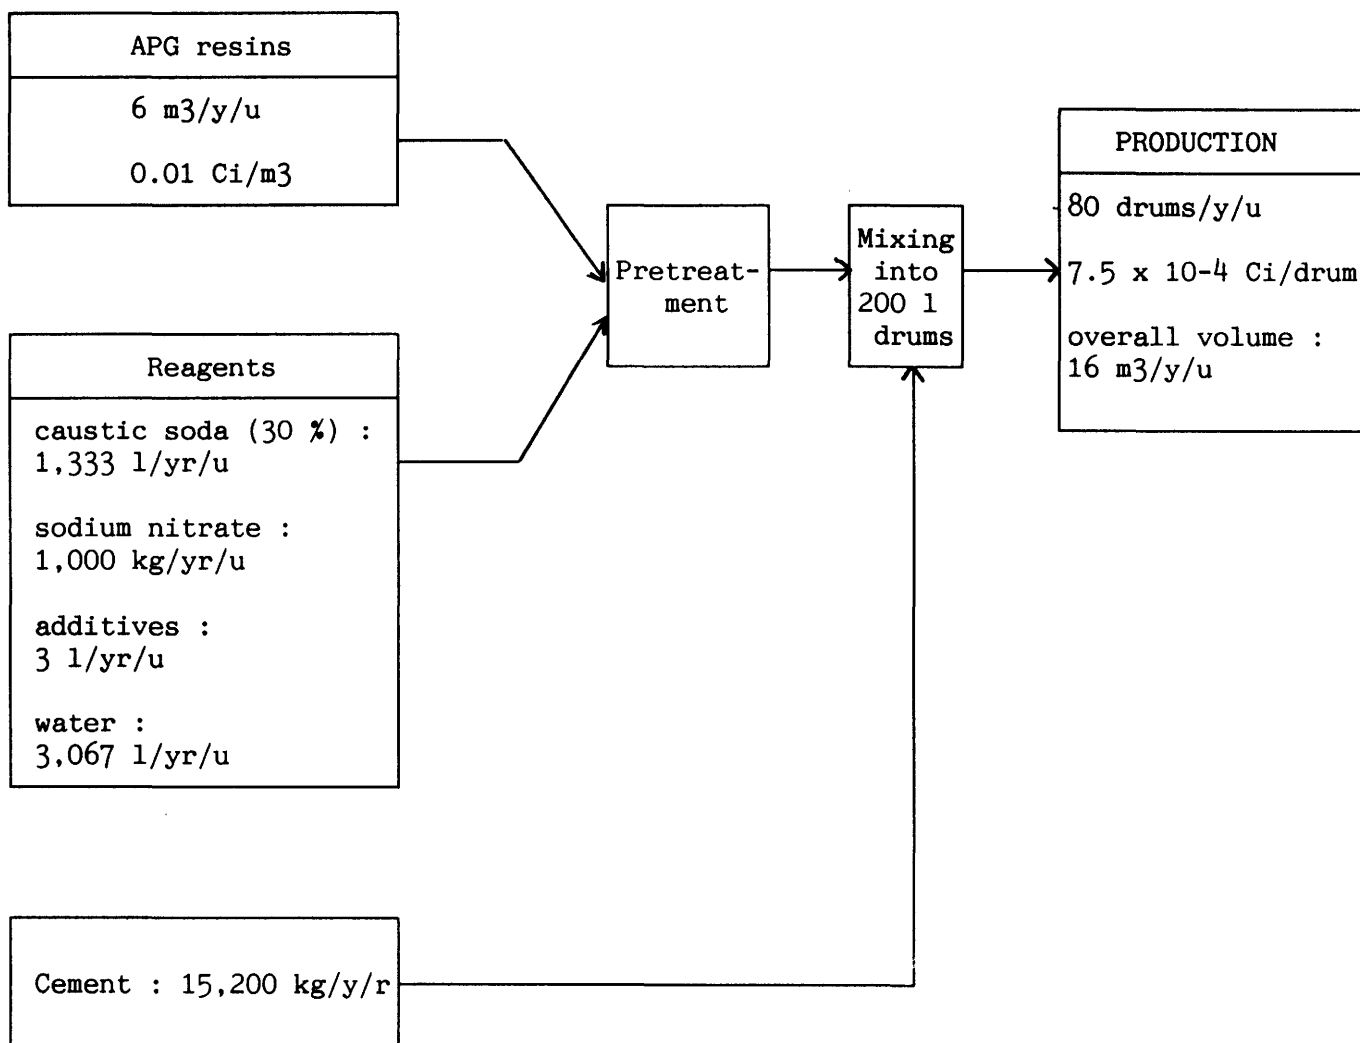 APG resins
6 m3/y/u
0.01 Ci/m3
Reagents
caustic soda (30 %) :
1,333 l/yr/u
sodium nitrate :
1,000 kg/yr/u
additives :
3 l/yr/u
water :
3,067 l/yr/u
Cement : 15,200 kg/y/r
Pretreat-
ment
Mixing
into
200 l
drums
PRODUCTION
80 drums/y/u
7.5 x 10-4 Ci/drum
overall volume :
16 m3/y/u